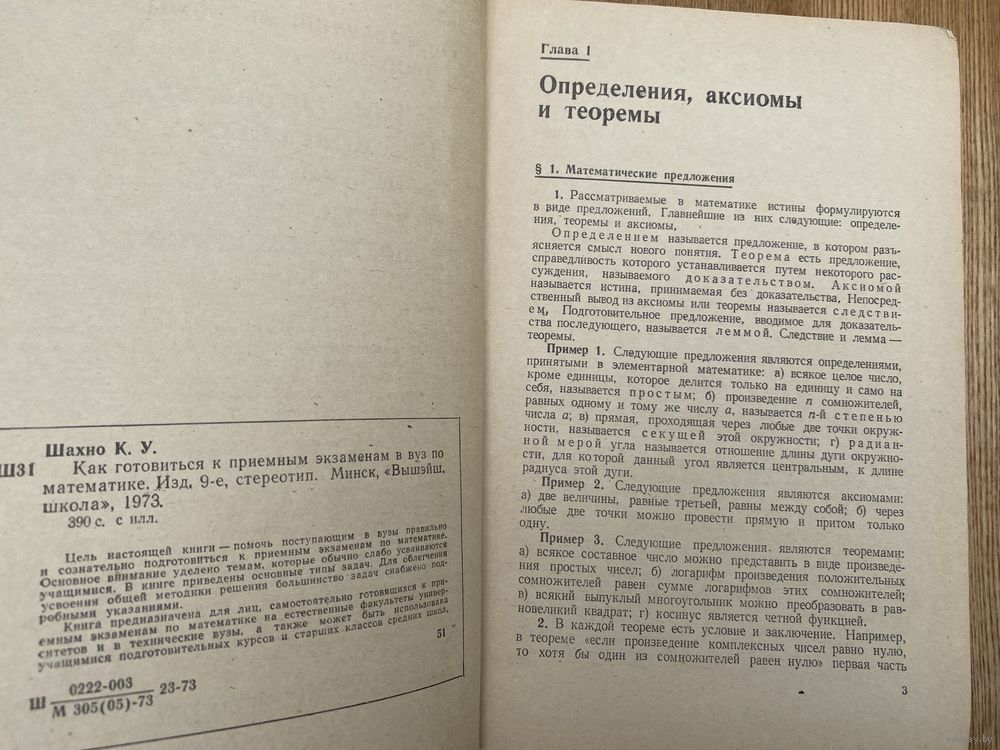 Шахно К. У.
Ш31
Как готовиться к приемным экзаменам в вуз по
математике. Изд. 9-е, стереотип. Минск, «Вышэйш.
школа», 1973.
390 с. с илл.
Цель настоящей книги — помочь поступающим в вузы правильно
и сознательно подготовиться к приемным экзаменам по математике.
Основное внимание уделено темам, которые обычно слабо усваиваются
учащимися. В книге приведены основные типы задач. Для облегчения
усвоения общей методики решения большинство задач снабжено под-
робными указаниями.
Книга предназначена для лиц, самостоятельно готовящихся к при-
емным экзаменам по математике на естественные факультеты универ-
ситетов и в технические вузы, а также может быть использована
учащимися подготовительных курсов и старших классов средних школ.
51
Ш 0222-003 23-73
М 305(05)-73
Глава I
Определения, аксиомы
и теоремы
§ 1. Математические предложения
1. Рассматриваемые в математике истины формулируются
в виде предложений. Главнейшие из них следующие: определе-
ния, теоремы и аксиомы,
Определением называется предложение, в котором разъ-
ясняется смысл нового понятия. Теорема есть предложение,
справедливость которого устанавливается путем некоторого рас-
суждения, называемого доказательством. Аксиомой
называется истина, принимаемая без доказательства. Непосред-
ственный вывод из аксиомы или теоремы называется следстви-
ем. Подготовительное предложение, вводимое для доказатель-
ства последующего, называется леммой. Следствие и лемма —
теоремы.
Пример 1. Следующие предложения являются определениями,
принятыми в элементарной математике: а) всякое целое число,
кроме единицы, которое делится только на единицу и само на
себя, называется простым; б) произведение n сомножителей,
равных одному и тому же числу a, называется n-й степенью
числа a; в) прямая, проходящая через любые две точки окруж-
ности, называется секущей этой окружности; г) радиан-
ной мерой угла называется отношение длины дуги окружно-
сти, для которой данный угол является центральным, к длине
радиуса этой дуги.
Пример 2. Следующие предложения являются аксиомами:
а) две величины, равные третьей, равны между собой; б) через
любые две точки можно провести прямую и притом только
одну.
Пример 3. Следующие предложения являются теоремами:
а) всякое составное число можно представить в виде произведе-
ния простых чисел; б) логарифм произведения положительных
сомножителей равен сумме логарифмов этих сомножителей;
в) всякий выпуклый многоугольник можно преобразовать в рав-
новеликий квадрат; г) косинус является четной функцией.
2. В каждой теореме есть условие и заключение. Например,
в теореме «если произведение комплексных чисел равно нулю,
то хотя бы один из сомножителей равен нулю» первая часть
3
www.ay.by